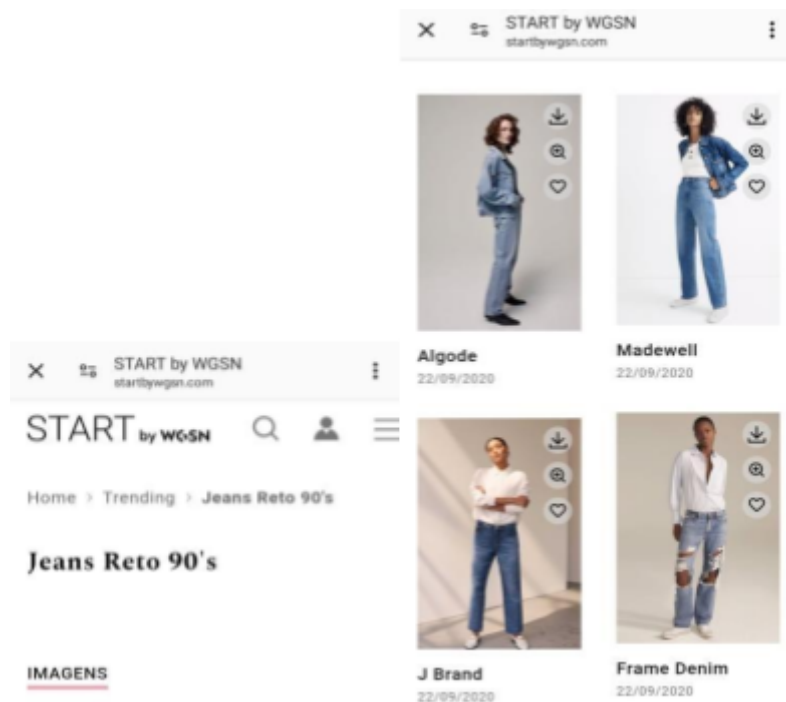 START by WGSN
startbywgsn.com
START by WGSN
Home > Trending > Jeans Reto 90's
Jeans Reto 90's
IMAGENS
START by WGSN
startbywgsn.com
Algode
22/09/2020
Madewell
22/09/2020
J Brand
22/09/2020
Frame Denim
22/09/2020